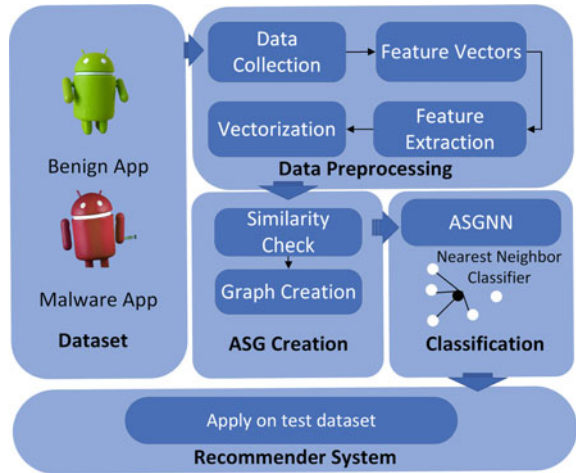 Benign App
Malware App
Dataset
Data
Collection
Feature Vectors
Vectorization
Feature
Extraction
Data Preprocessing
Similarity
Check
Graph Creation
ASG Creation
ASGNN
Nearest Neighbor
Classifier
Classification
Apply on test dataset
Recommender System